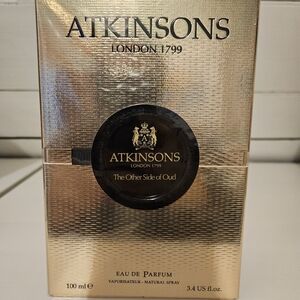 ATKINSONS
LONDON 1799
ATKINSONS
LONDON 1799
The Other Side of Oud
EAU DE PARFUM
VAPORISATEUR - NATURAL SPRAY
100 ml ℮
3.4 US fl.oz.